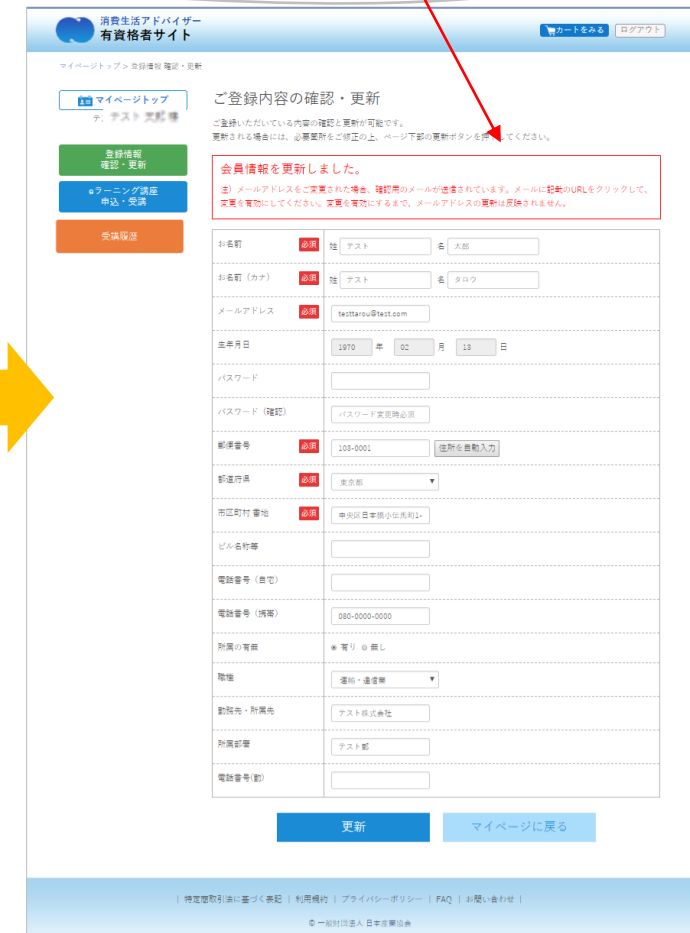 消費生活アドバイザー
有資格者サイト
カートをみる ログアウト
マイページトップ > 登録情報 確認・更新
マイページトップ
テスト 様
登録情報
確認・更新
eラーニング講座
申込・受講
受講履歴
ご登録内容の確認・更新
ご登録いただいている内容の確認と更新が可能です。
更新される場合には、必要箇所をご修正の上、ページ下部の更新ボタンを押してください。
会員情報を更新しました。
注）メールアドレスをご変更された場合、確認用のメールが送信されています。メールに記載のURLをクリックして、
変更を有効にしてください。変更を有効にするまで、メールアドレスの更新は反映されません。
お名前 必須 姓 テスト 名 太郎
お名前（カナ） 必須 姓 テスト 名 タロウ
メールアドレス 必須 testtarou@test.com
生年月日 1970 年 02 月 13 日
パスワード
パスワード（確認） パスワード変更時必須
郵便番号 必須 103-0001 住所を自動入力
都道府県 必須 東京都
市区町村 番地 必須 中央区日本橋小伝馬町1-
ビル名称等
電話番号（自宅）
電話番号（携帯） 080-0000-0000
所属の有無 有り 無し
職種 運輸・通信業
勤務先・所属先 テスト株式会社
所属部署 テスト部
電話番号(勤)
更新 マイページに戻る
| 特定商取引法に基づく表記 | 利用規約 | プライバシーポリシー | FAQ | お問い合わせ |
© 一般財団法人 日本産業協会